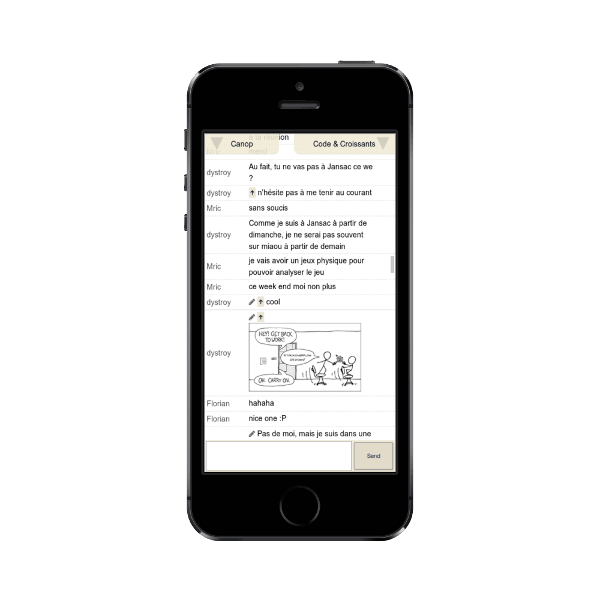 à la réunion
Canop
Code & Croissants
Au fait, tu ne vas pas à Jansac ce we
dystroy
?
dystroy
n'hésite pas à me tenir au courant
Mric
sans soucis
Comme je suis à Jansac à partir de
dystroy
dimanche, je ne serai pas souvent
sur miaou à partir de demain
je vais avoir un jeux physique pour
Mric
pouvoir analyser le jeu
Mric
ce week end moi non plus
dystroy
cool
HEY! GET BACK
TO WORK!
dystroy
OH. CARRY ON.
Florian
hahaha
Florian
nice one :P
Pas de moi, mais je suis dans une
Send